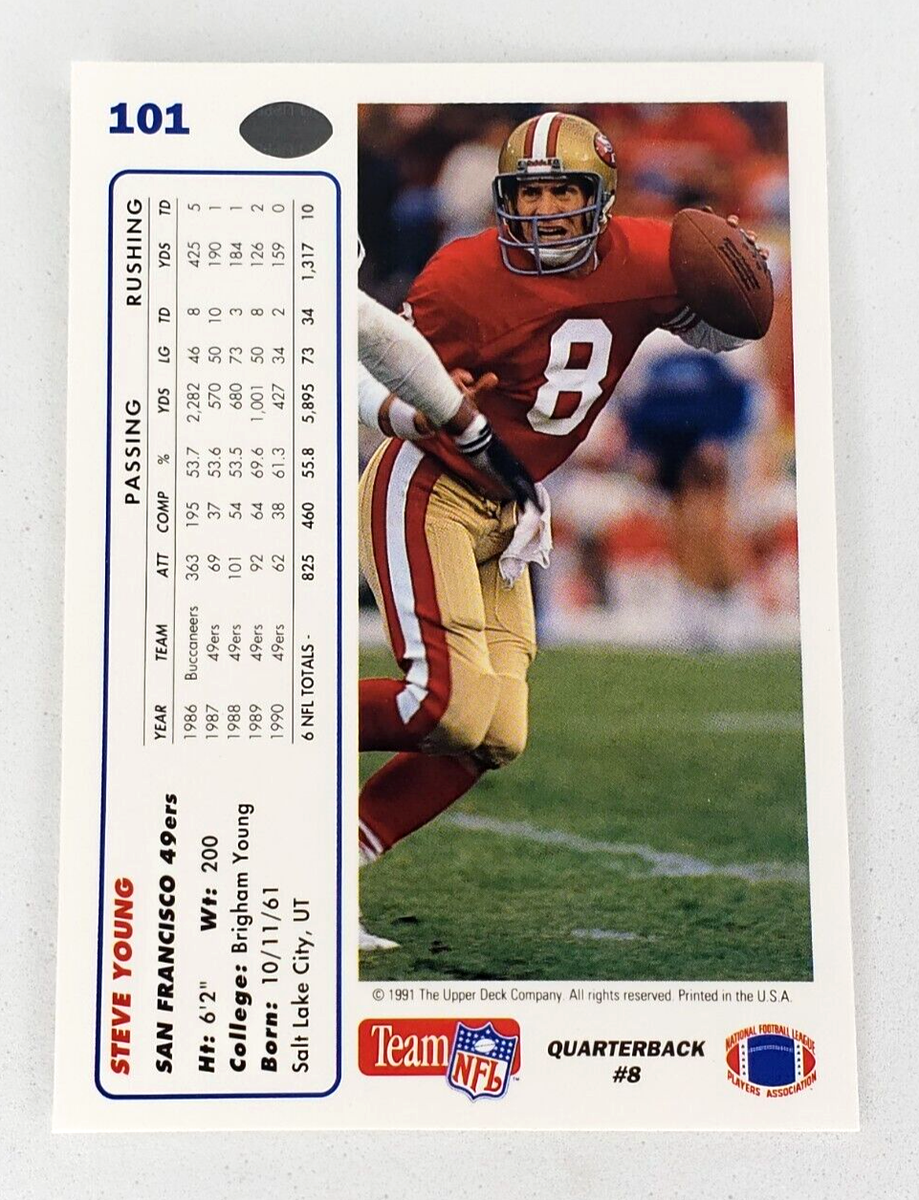 101
STEVE YOUNG
SAN FRANCISCO 49ers
Ht: 6'2" Wt: 200
College: Brigham Young
Born: 10/11/61
Salt Lake City, UT
PASSING RUSHING
YEAR TEAM ATT COMP % YDS LG TD YDS TD
1986 Buccaneers 363 195 53.7 2,282 46 8 425 5
1987 49ers 69 37 53.6 570 50 10 190 1
1988 49ers 101 54 53.5 680 73 3 184 1
1989 49ers 92 64 69.6 1,001 50 8 126 2
1990 49ers 62 38 61.3 427 34 2 159 0
6 NFL TOTALS - 825 460 55.8 5,895 73 34 1,317 10
Riddell
8
© 1991 The Upper Deck Company. All rights reserved. Printed in the U.S.A.
Team NFL™
QUARTERBACK
#8
NATIONAL FOOTBALL LEAGUE
PLAYERS ASSOCIATION